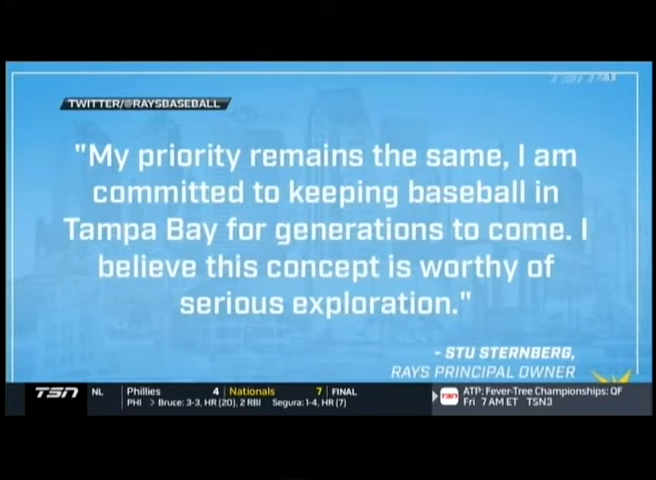 TWITTER/@RAYSBASEBALL
"My priority remains the same, I am
committed to keeping baseball in
Tampa Bay for generations to come. I
believe this concept is worthy of
serious exploration."
- STU STERNBERG,
RAYS PRINCIPAL OWNER
TSN NL Phillies 4 Nationals 7 FINAL
PHI > Bruce: 3-3, HR (20), 2 RBI Segura: 1-4, HR (7)
TSN ATP: Fever-Tree Championships: QF
Fri 7 AM ET TSN3